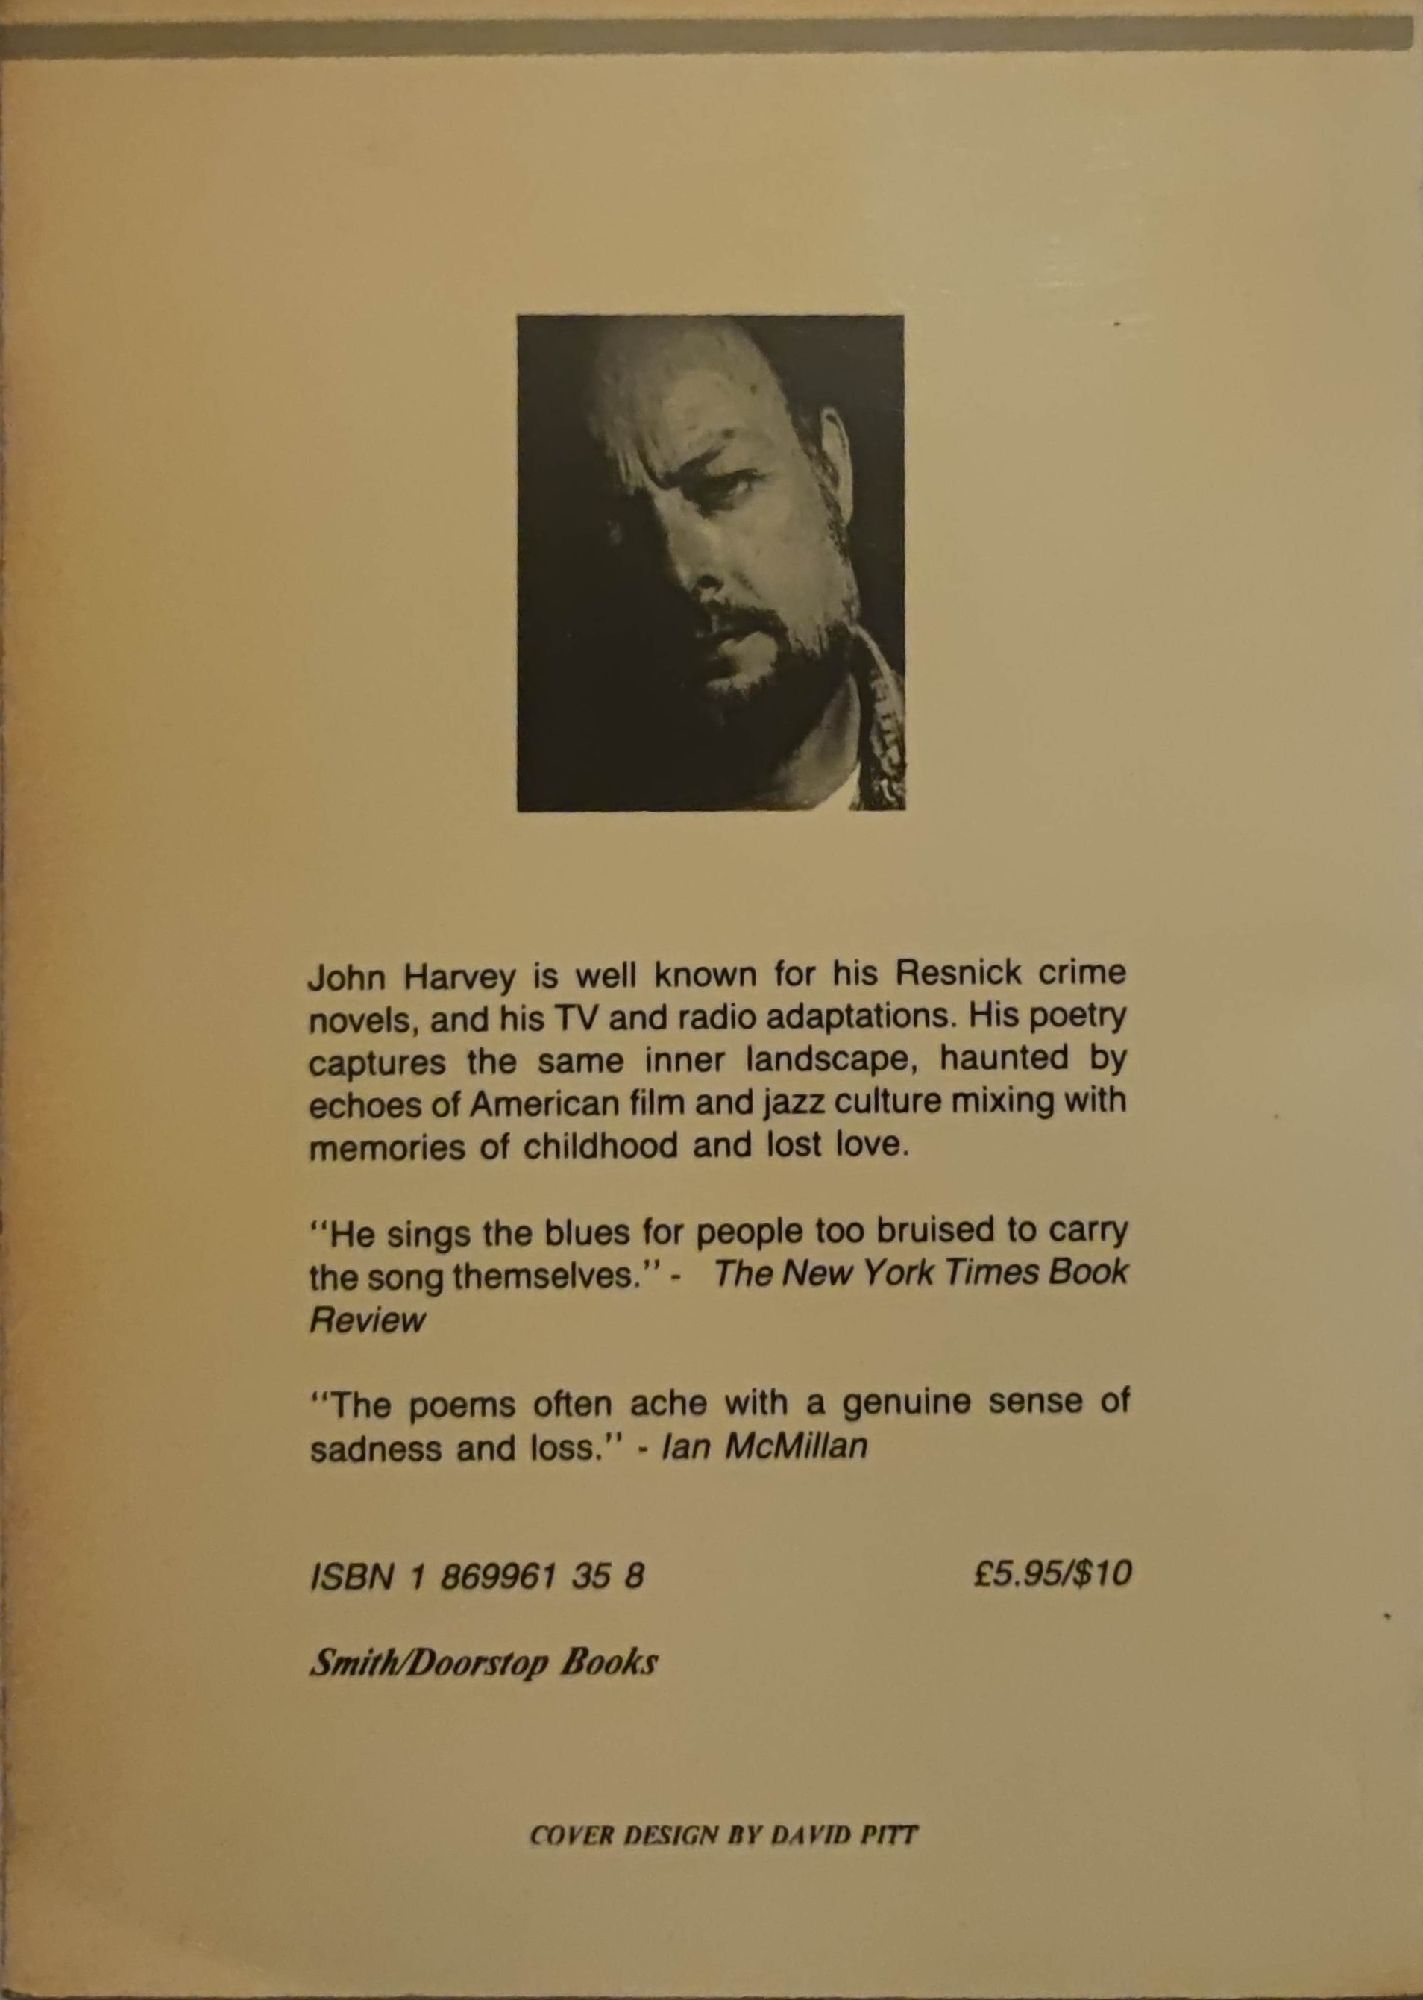 John Harvey is well known for his Resnick crime
novels, and his TV and radio adaptations. His poetry
captures the same inner landscape, haunted by
echoes of American film and jazz culture mixing with
memories of childhood and lost love.
"He sings the blues for people too bruised to carry
the song themselves." - The New York Times Book
Review
"The poems often ache with a genuine sense of
sadness and loss." - Ian McMillan
ISBN 1 869961 35 8 £5.95/$10
Smith/Doorstop Books
COVER DESIGN BY DAVID PITT